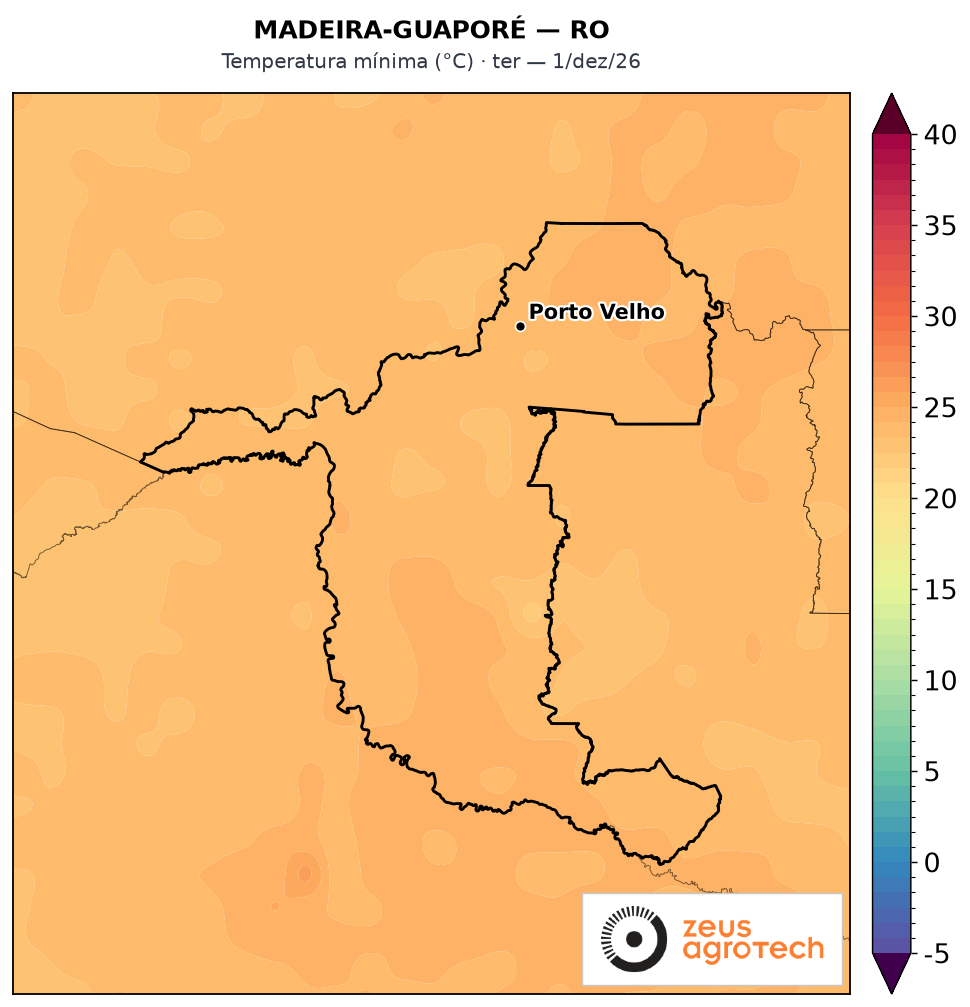 MADEIRA-GUAPORÉ — RO
Temperatura mínima (°C) · ter — 1/dez/26
Porto Velho
40
35
30
25
20
15
10
5
0
-5
zeus
agrotech